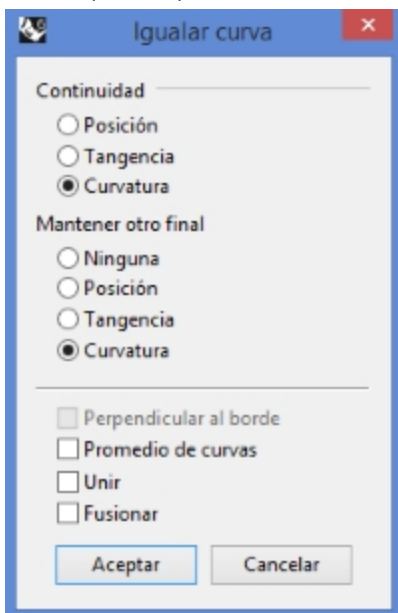 Igualar curva
Continuidad
Posición
Tangencia
Curvatura
Mantener otro final
Ninguna
Posición
Tangencia
Curvatura
Perpendicular al borde
Promedio de curvas
Unir
Fusionar
Aceptar Cancelar